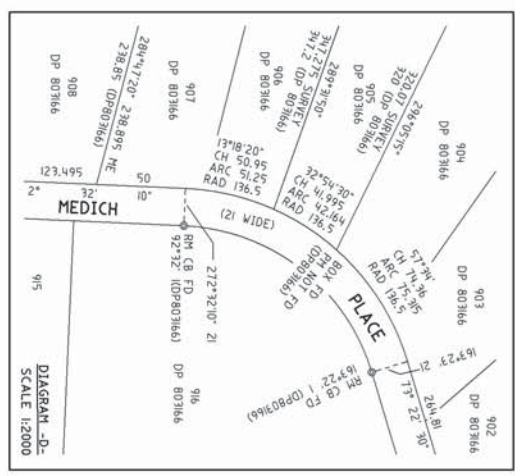 284°47'20" 238.895 ME
238.85 (DP803166)
908
DP 803166
907
DP 803166
906
DP 803166
347.275 SURVEY
347.2 (DP 803166)
289°31'50"
905
DP 803166
320.07 SURVEY
320 (DP 803166)
296°05'15"
904
DP 803166
13°18'20"
CH 50.95
ARC 51.25
RAD 136.5
32°54'30"
CH 41.995
ARC 42.164
RAD 136.5
57°34'
CH 74.36
ARC 75.315
RAD 136.5
903
DP 803166
902
DP 803166
123.495
50
2° 32' 10"
MEDICH
(21 WIDE)
PLACE
RM CB FD
92°32' 1(DP803166)
272°32'10" 21
BOX FD
PM NOT FD
(DP803166)
163°23' 21
264.81
73° 22' 30"
RM CB FD
163°22' 1' (DP803166)
915
916
DP 803166
DIAGRAM -D-
SCALE 1:2000